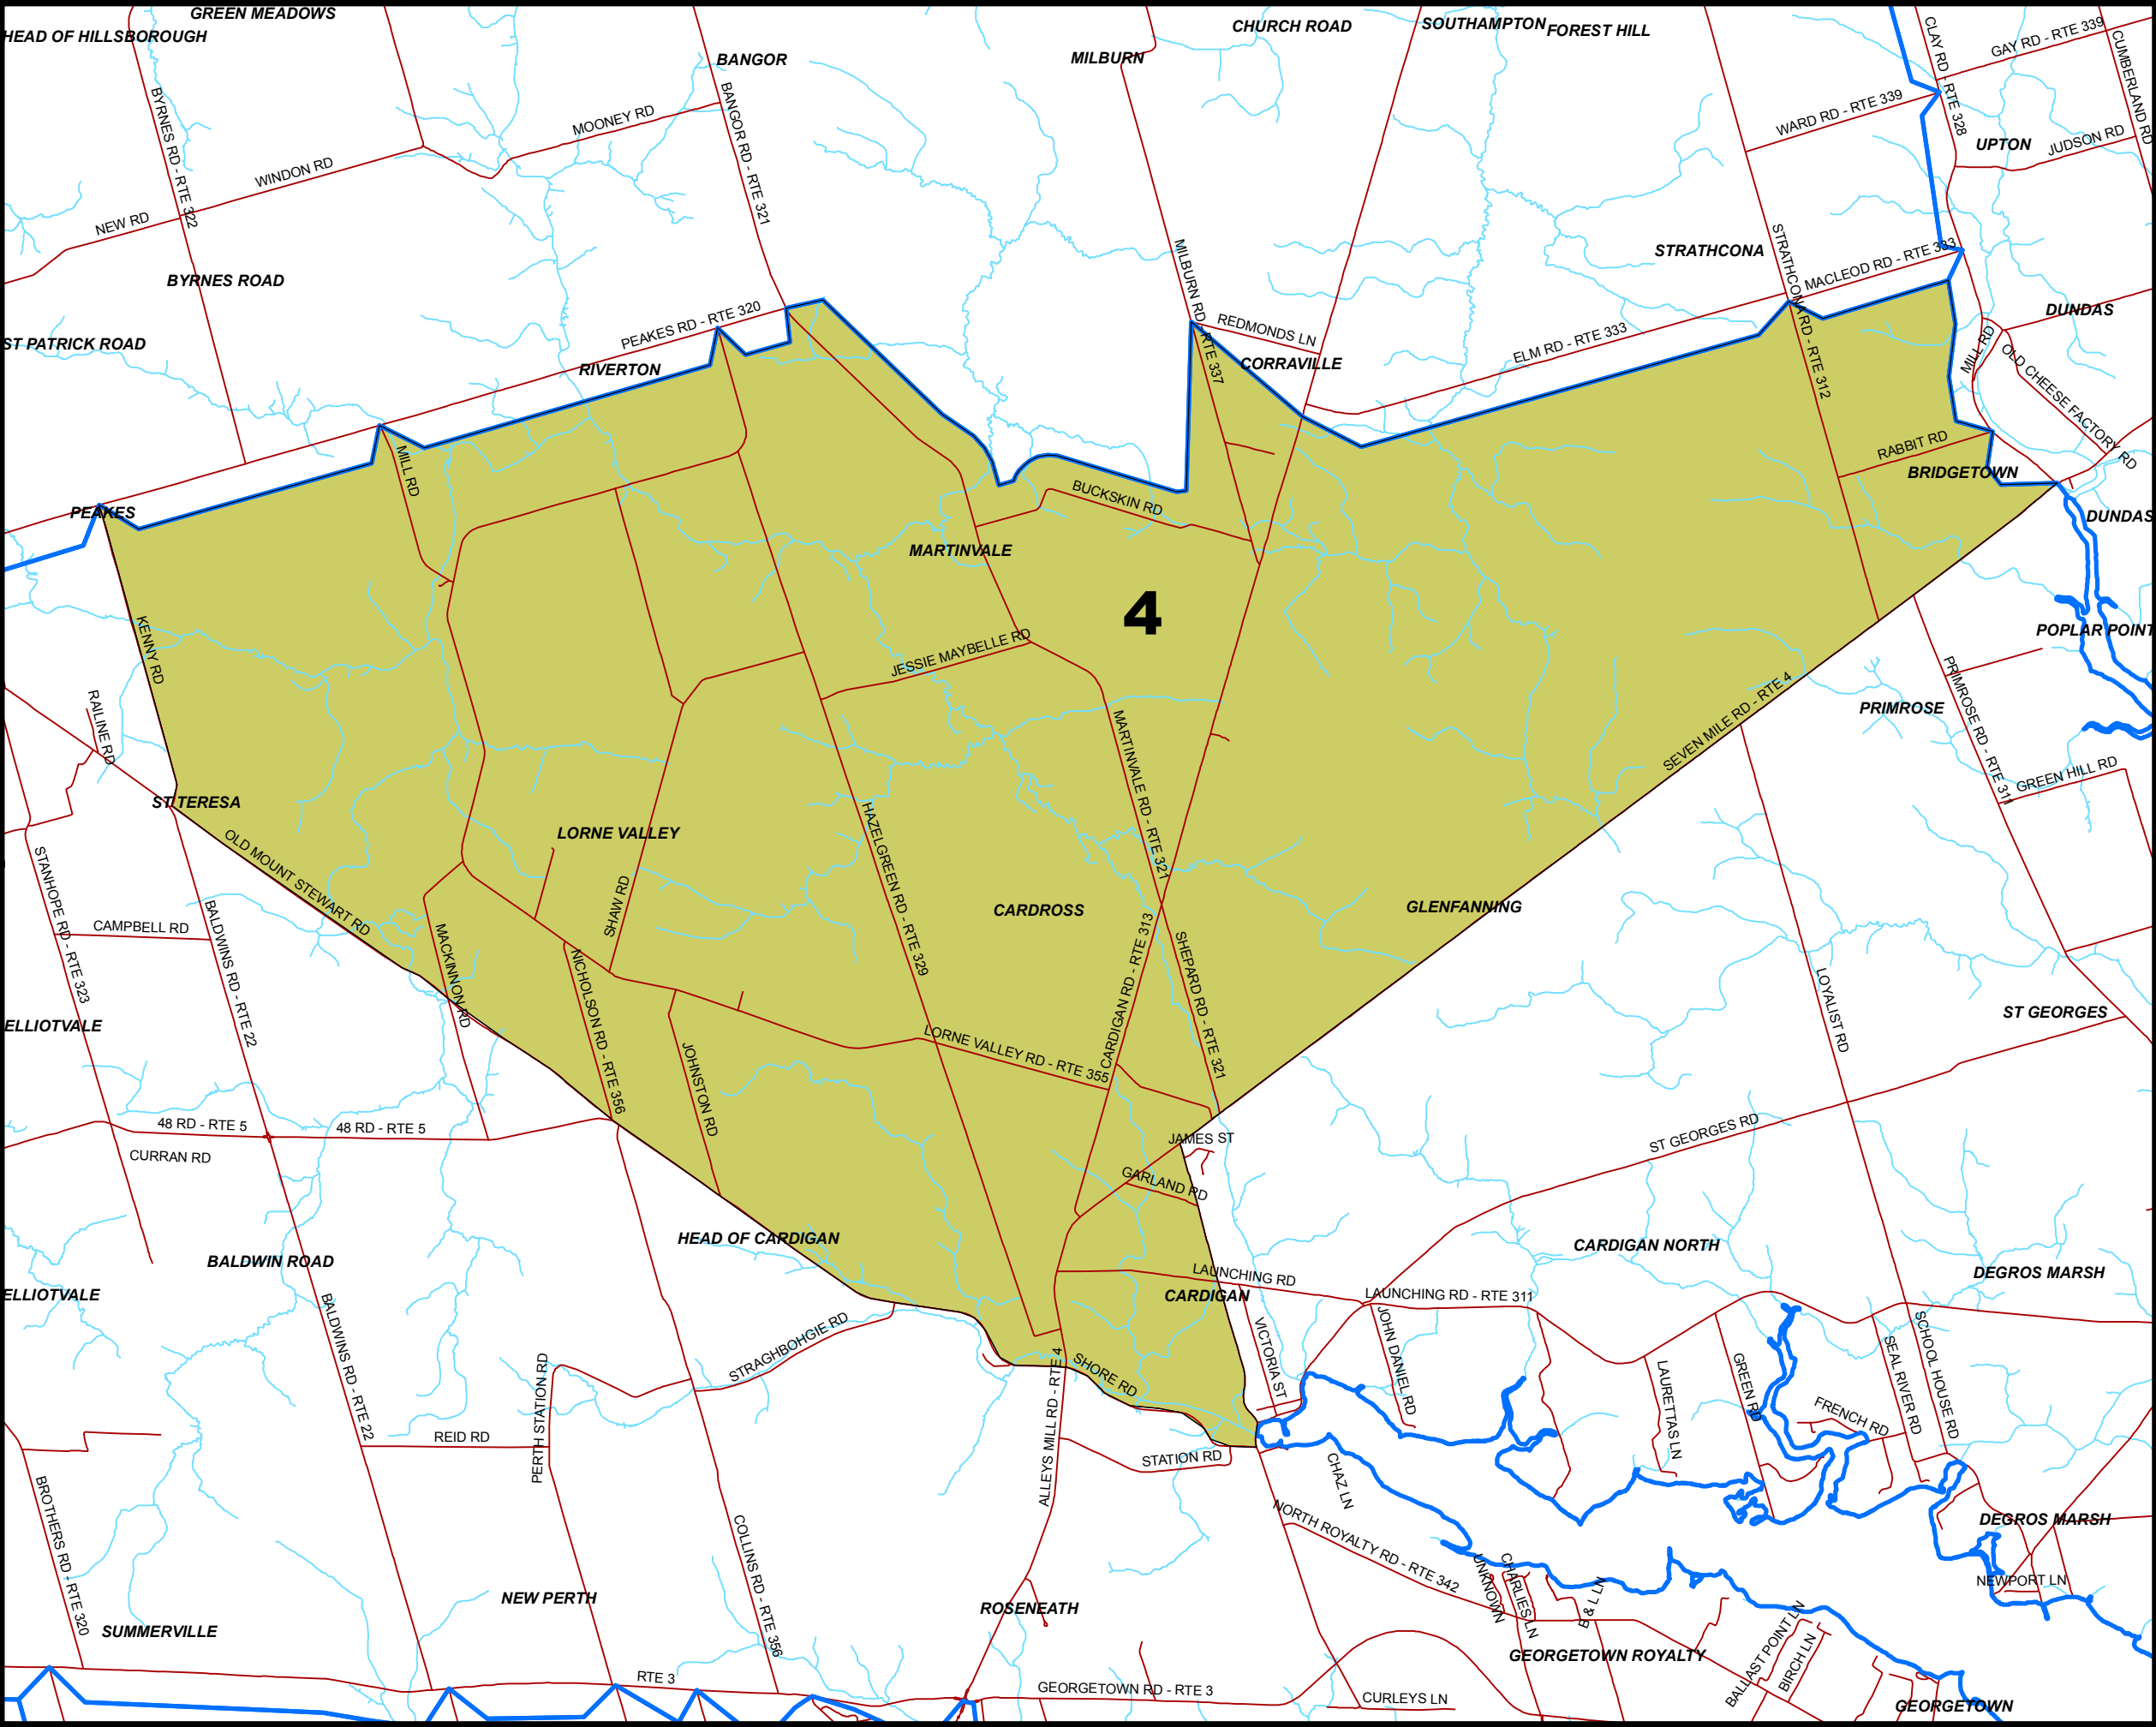 GREEN MEADOWS
HEAD OF HILLSBOROUGH
BANGOR
MILBURN
CHURCH ROAD
SOUTHAMPTON
FOREST HILL
CLAY RD - RTE 328
GAY RD - RTE 339
CUMBERLAND RD
BYRNES RD - RTE 322
BANGOR RD - RTE 321
MOONEY RD
WARD RD - RTE 339
UPTON
JUDSON RD
WINDON RD
NEW RD
BYRNES ROAD
MILBURN RD - RTE 337
STRATHCONA
STRATHCONA RD - RTE 312
MACLEOD RD - RTE 333
DUNDAS
ST PATRICK ROAD
PEAKES RD - RTE 320
RIVERTON
REDMONDS LN
CORRAVILLE
ELM RD - RTE 333
MILL RD
OLD CHEESE FACTORY RD
MILL RD
RABBIT RD
BRIDGETOWN
PEAKES
BUCKSKIN RD
DUNDAS
MARTINVALE
4
KENNY RD
JESSIE MAYBELLE RD
POPLAR POINT
RAILINE RD
MARTINVALE RD - RTE 321
SEVEN MILE RD - RTE 4
PRIMROSE
PRIMROSE RD - RTE 311
GREEN HILL RD
ST TERESA
OLD MOUNT STEWART RD
LORNE VALLEY
HAZELGREEN RD - RTE 329
STANHOPE RD - RTE 323
CAMPBELL RD
BALDWINS RD - RTE 22
MACKINNON RD
SHAW RD
NICHOLSON RD - RTE 356
CARDROSS
CARDIGAN RD - RTE 313
SHEPARD RD - RTE 321
GLENFANNING
LOYALIST RD
ELLIOTVALE
ST GEORGES
LORNE VALLEY RD - RTE 355
JOHNSTON RD
48 RD - RTE 5
48 RD - RTE 5
CURRAN RD
JAMES ST
GARLAND RD
ST GEORGES RD
HEAD OF CARDIGAN
CARDIGAN NORTH
BALDWIN ROAD
DEGROS MARSH
ELLIOTVALE
LAUNCHING RD
CARDIGAN
LAUNCHING RD - RTE 311
BALDWINS RD - RTE 22
STRAGHBOHGIE RD
VICTORIA ST
JOHN DANIEL RD
SCHOOL HOUSE RD
SEAL RIVER RD
PERTH STATION RD
ALLEYS MILL RD - RTE 4
SHORE RD
LAURETTAS LN
GREEN RD
FRENCH RD
REID RD
STATION RD
CHAZ LN
BROTHERS RD - RTE 320
COLLINS RD - RTE 356
NORTH ROYALTY RD - RTE 342
DEGROS MARSH
UNKNOWN
CHARLIES LN
B & L LN
NEWPORT LN
NEW PERTH
ROSENEATH
SUMMERVILLE
GEORGETOWN ROYALTY
BALLAST POINT LN
BIRCH LN
RTE 3
GEORGETOWN RD - RTE 3
CURLEYS LN
GEORGETOWN